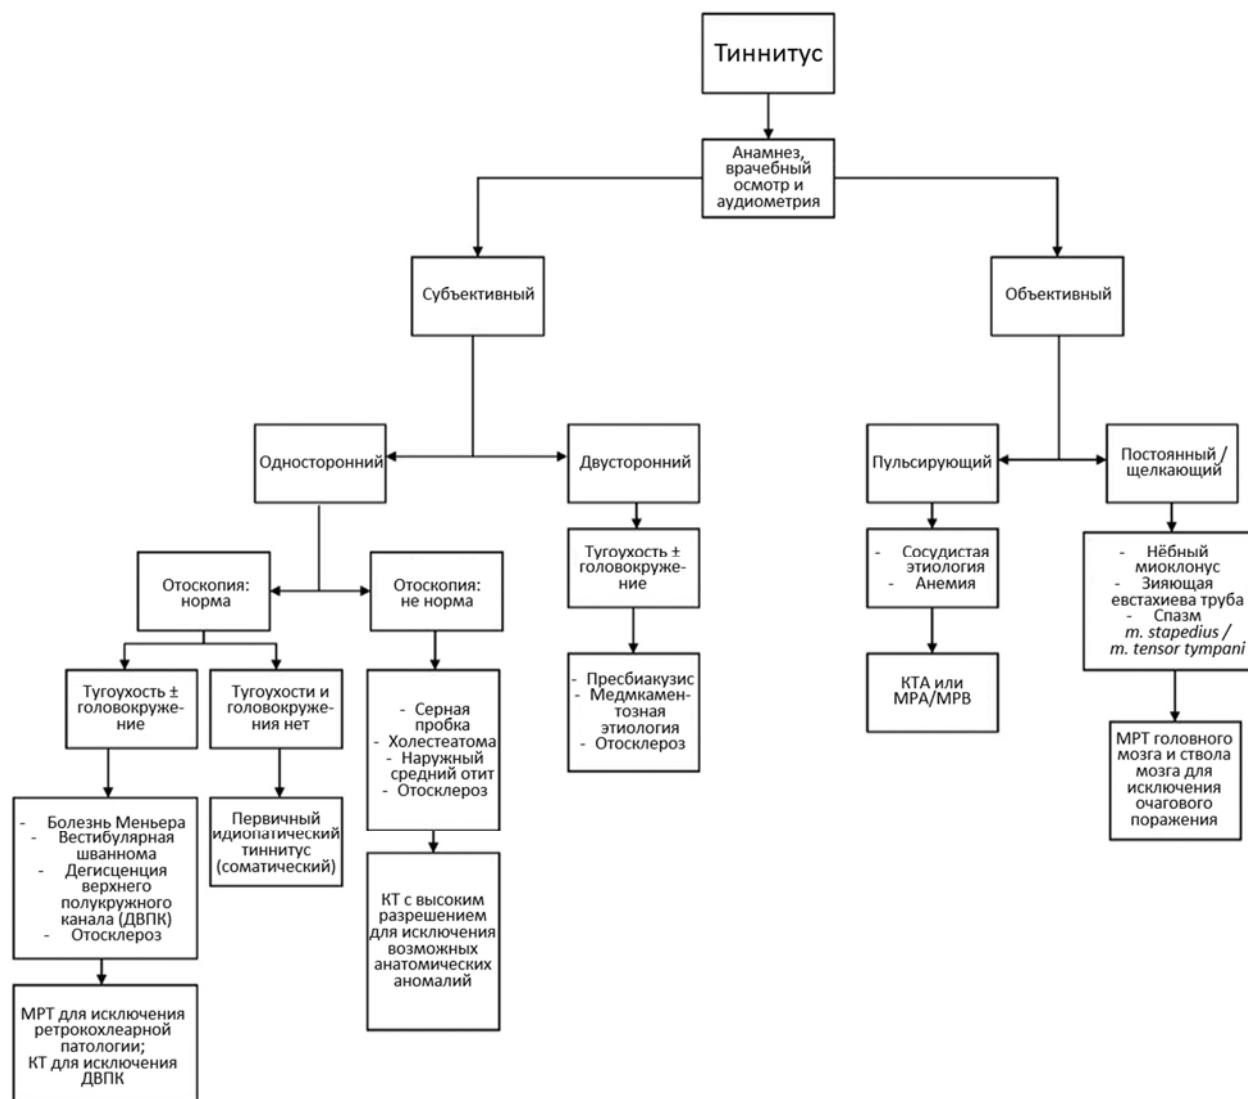 Тиннитус
Анамнез,
врачебный
осмотр и
аудиометрия
Субъективный
Объективный
Односторонний
Двусторонний
Пульсирующий
Постоянный /
щелкающий
Отоскопия:
норма
Отоскопия:
не норма
Тугоухость ±
головокруже-
ние
- Сосудистая
этиология
- Анемия
- Нёбный
миоклонус
- Зияющая
евстахиева труба
- Спазм
m. stapedius /
m. tensor tympani
Тугоухость ±
головокруже-
ние
Тугоухости и
головокруже-
ния нет
- Серная
пробка
- Холестеатома
- Наружный
средний отит
- Отосклероз
- Пресбиакузис
- Медмкамен-
тозная
этиология
- Отосклероз
КТА или
МРА/МРВ
МРТ головного
мозга и ствола
мозга для
исключения
очагового
поражения
- Болезнь Меньера
- Вестибулярная
шваннома
- Дегисценция
верхнего
полукружного
канала (ДВПК)
- Отосклероз
Первичный
идиопатический
тиннитус
(соматический)
КТ с высоким
разрешением
для исключения
возможных
анатомических
аномалий
МРТ для исключения
ретрокохлеарной
патологии;
КТ для исключения
ДВПК